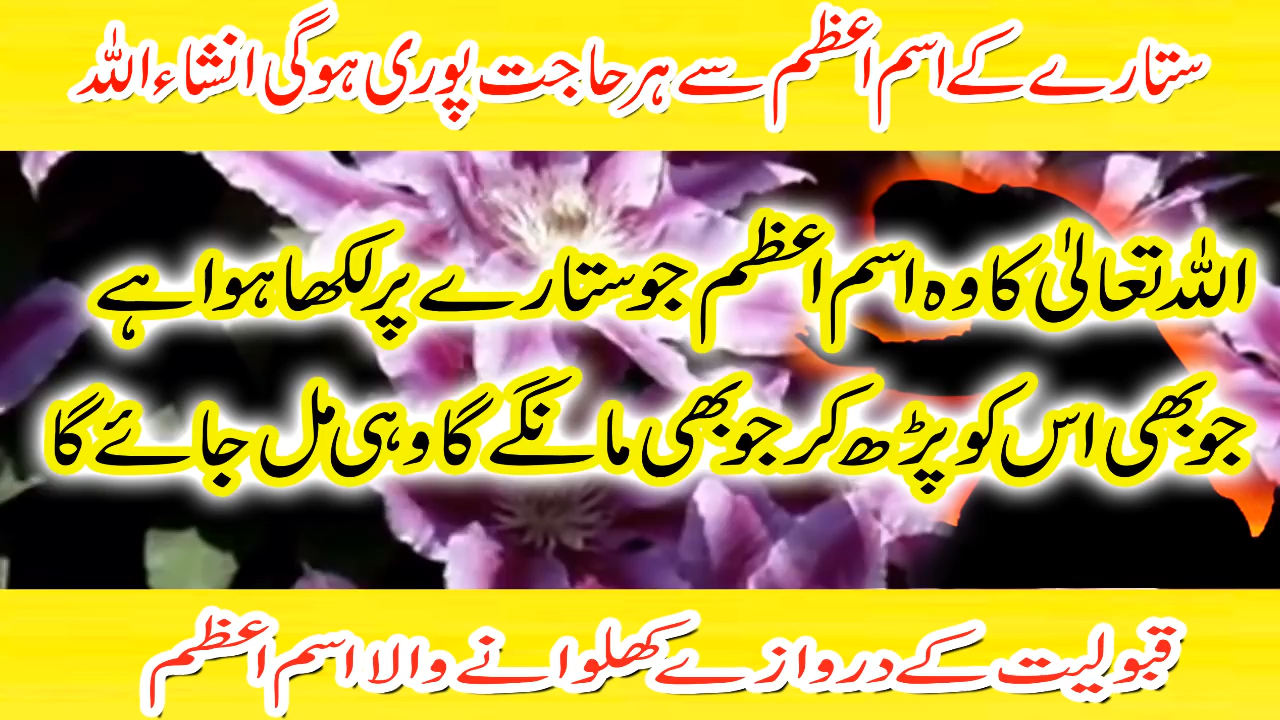 ستارے کے اسم اعظم سے ہر حاجت پوری ہوگی انشاء اللہ
اللہ تعالیٰ کا وہ اسم اعظم جو ستارے پر لکھا ہوا ہے
جو بھی اس کو پڑھ کر جو بھی مانگے گا وہی مل جائے گا
قبولیت کے دروازے کھلوانے والا اسم اعظم